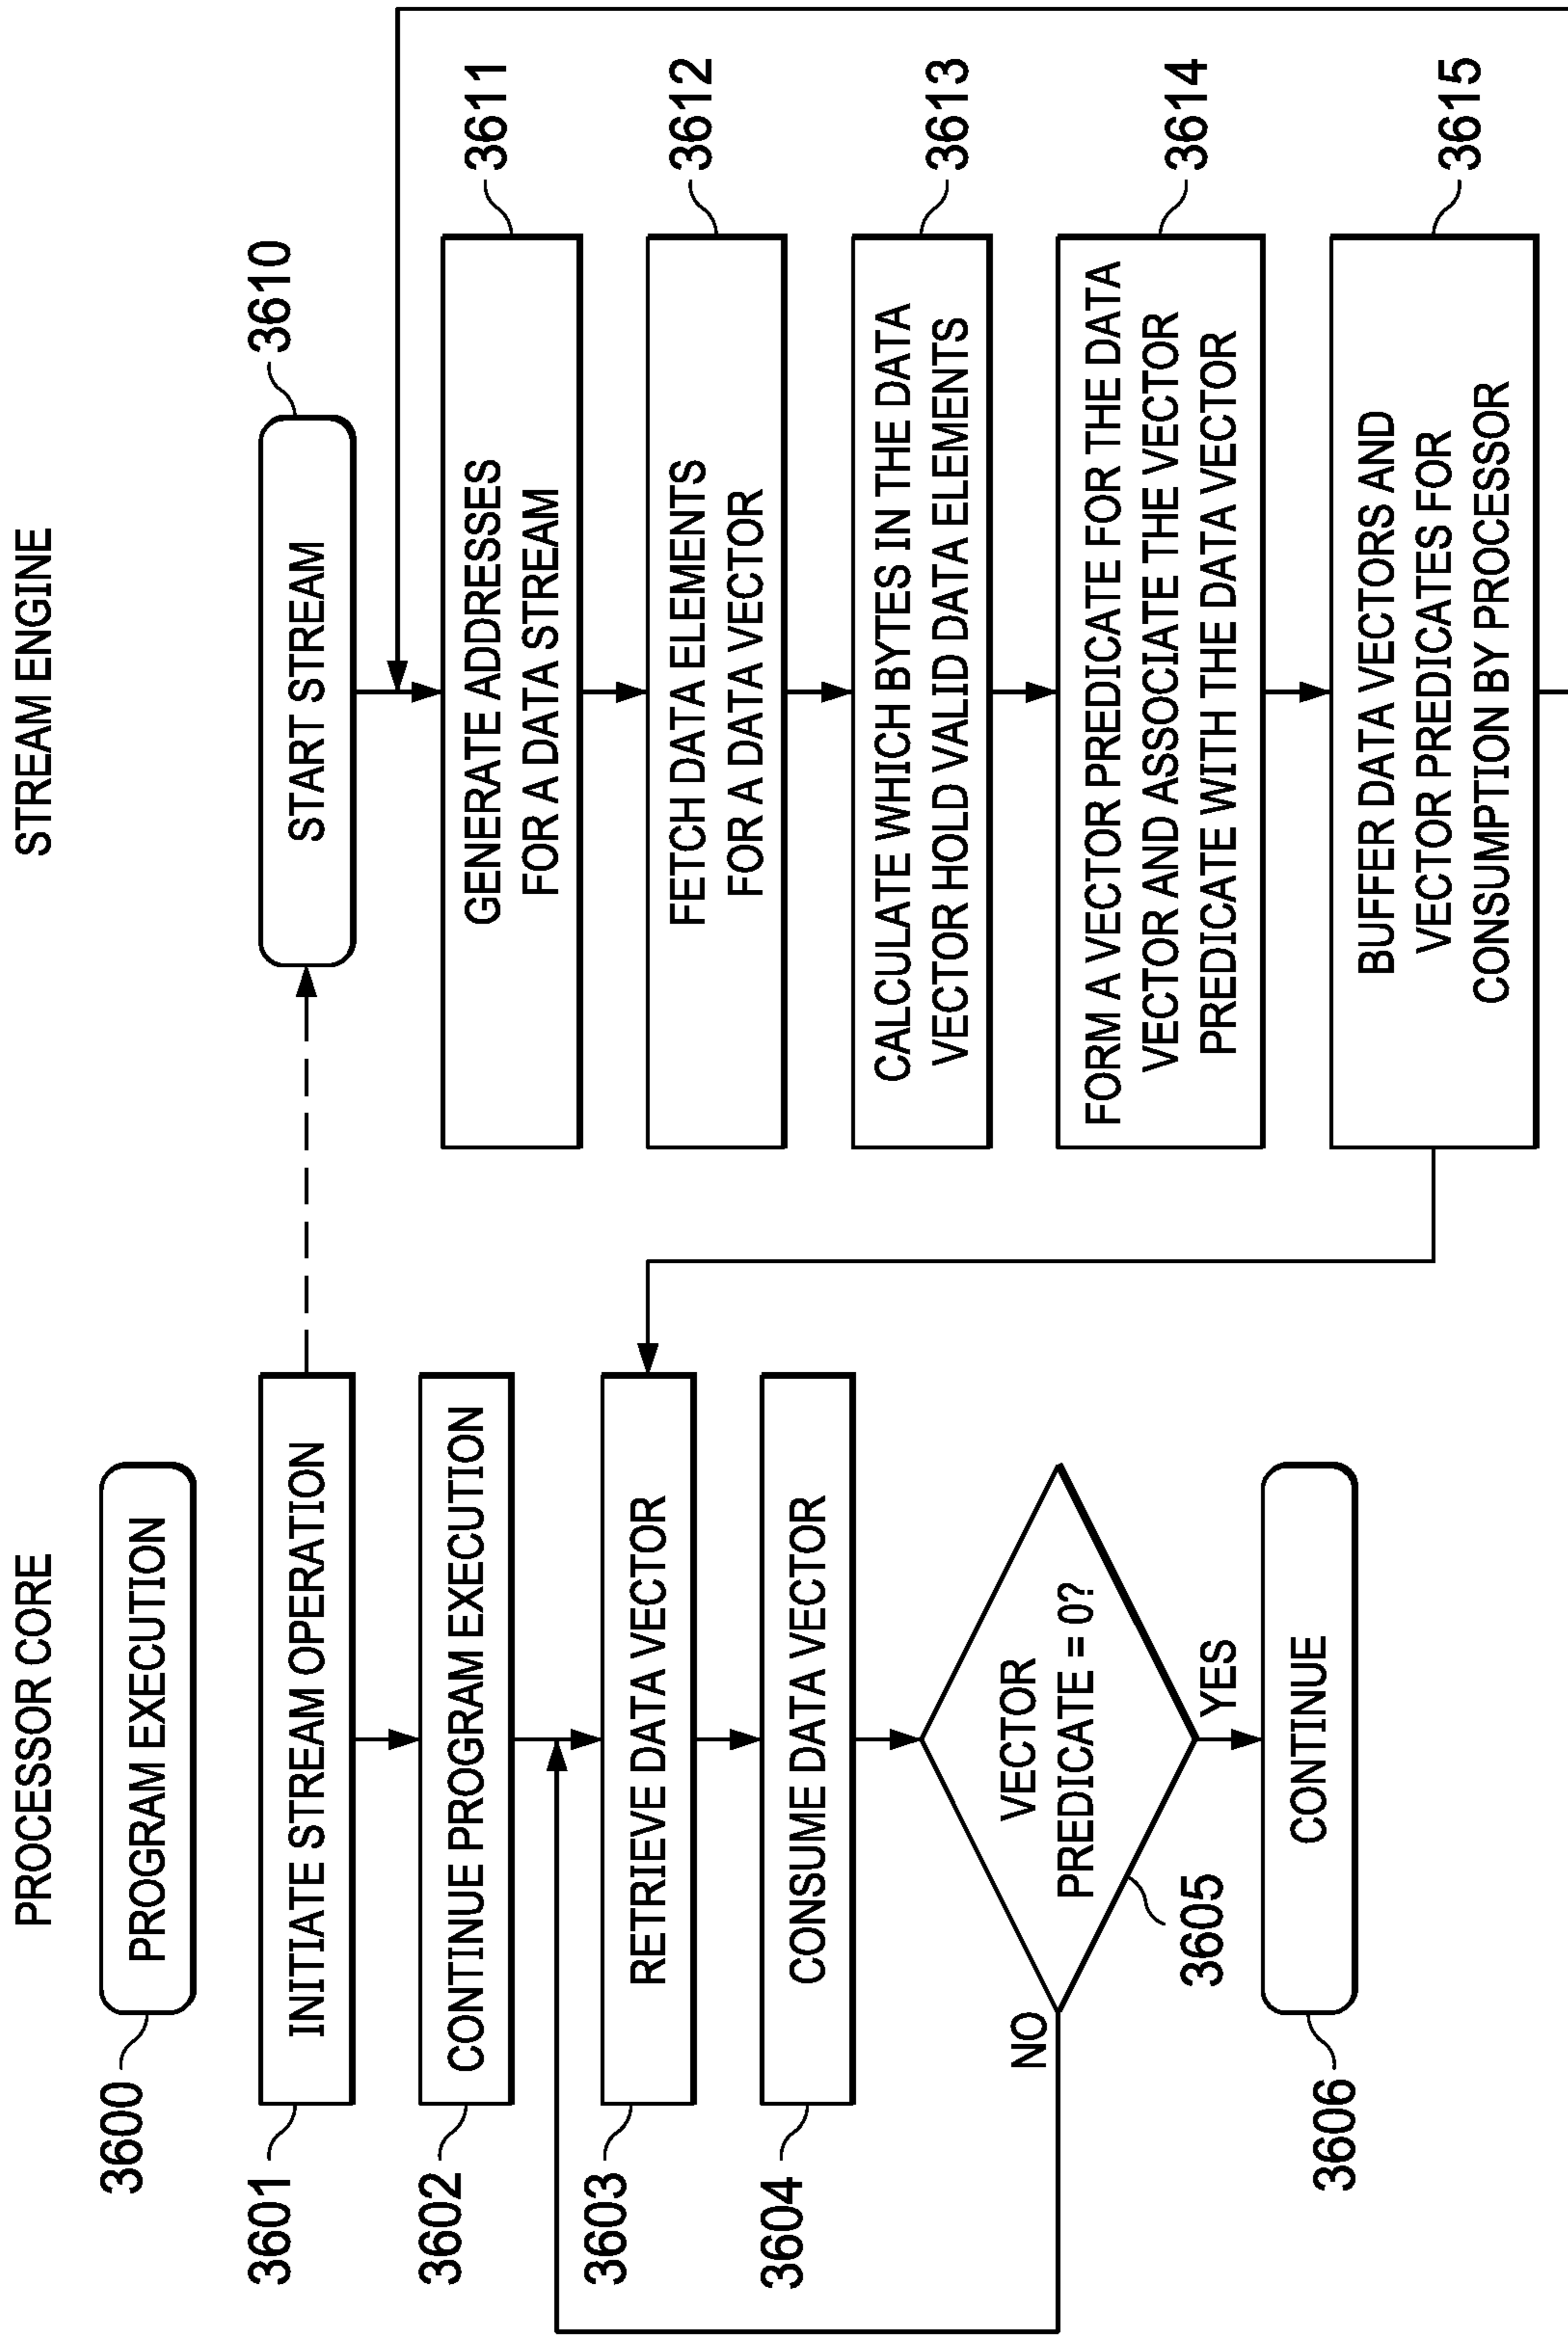 PROCESSOR CORE
3600
PROGRAM EXECUTION
3601
INITIATE STREAM OPERATION
3602
CONTINUE PROGRAM EXECUTION
3603
RETRIEVE DATA VECTOR
3604
CONSUME DATA VECTOR
VECTOR
PREDICATE = 0?
NO
3605
YES
3606
CONTINUE
STREAM ENGINE
START STREAM
3610
GENERATE ADDRESSES
FOR A DATA STREAM
3611
FETCH DATA ELEMENTS
FOR A DATA VECTOR
3612
CALCULATE WHICH BYTES IN THE DATA
VECTOR HOLD VALID DATA ELEMENTS
3613
FORM A VECTOR PREDICATE FOR THE DATA
VECTOR AND ASSOCIATE THE VECTOR
PREDICATE WITH THE DATA VECTOR
3614
BUFFER DATA VECTORS AND
VECTOR PREDICATES FOR
CONSUMPTION BY PROCESSOR
3615